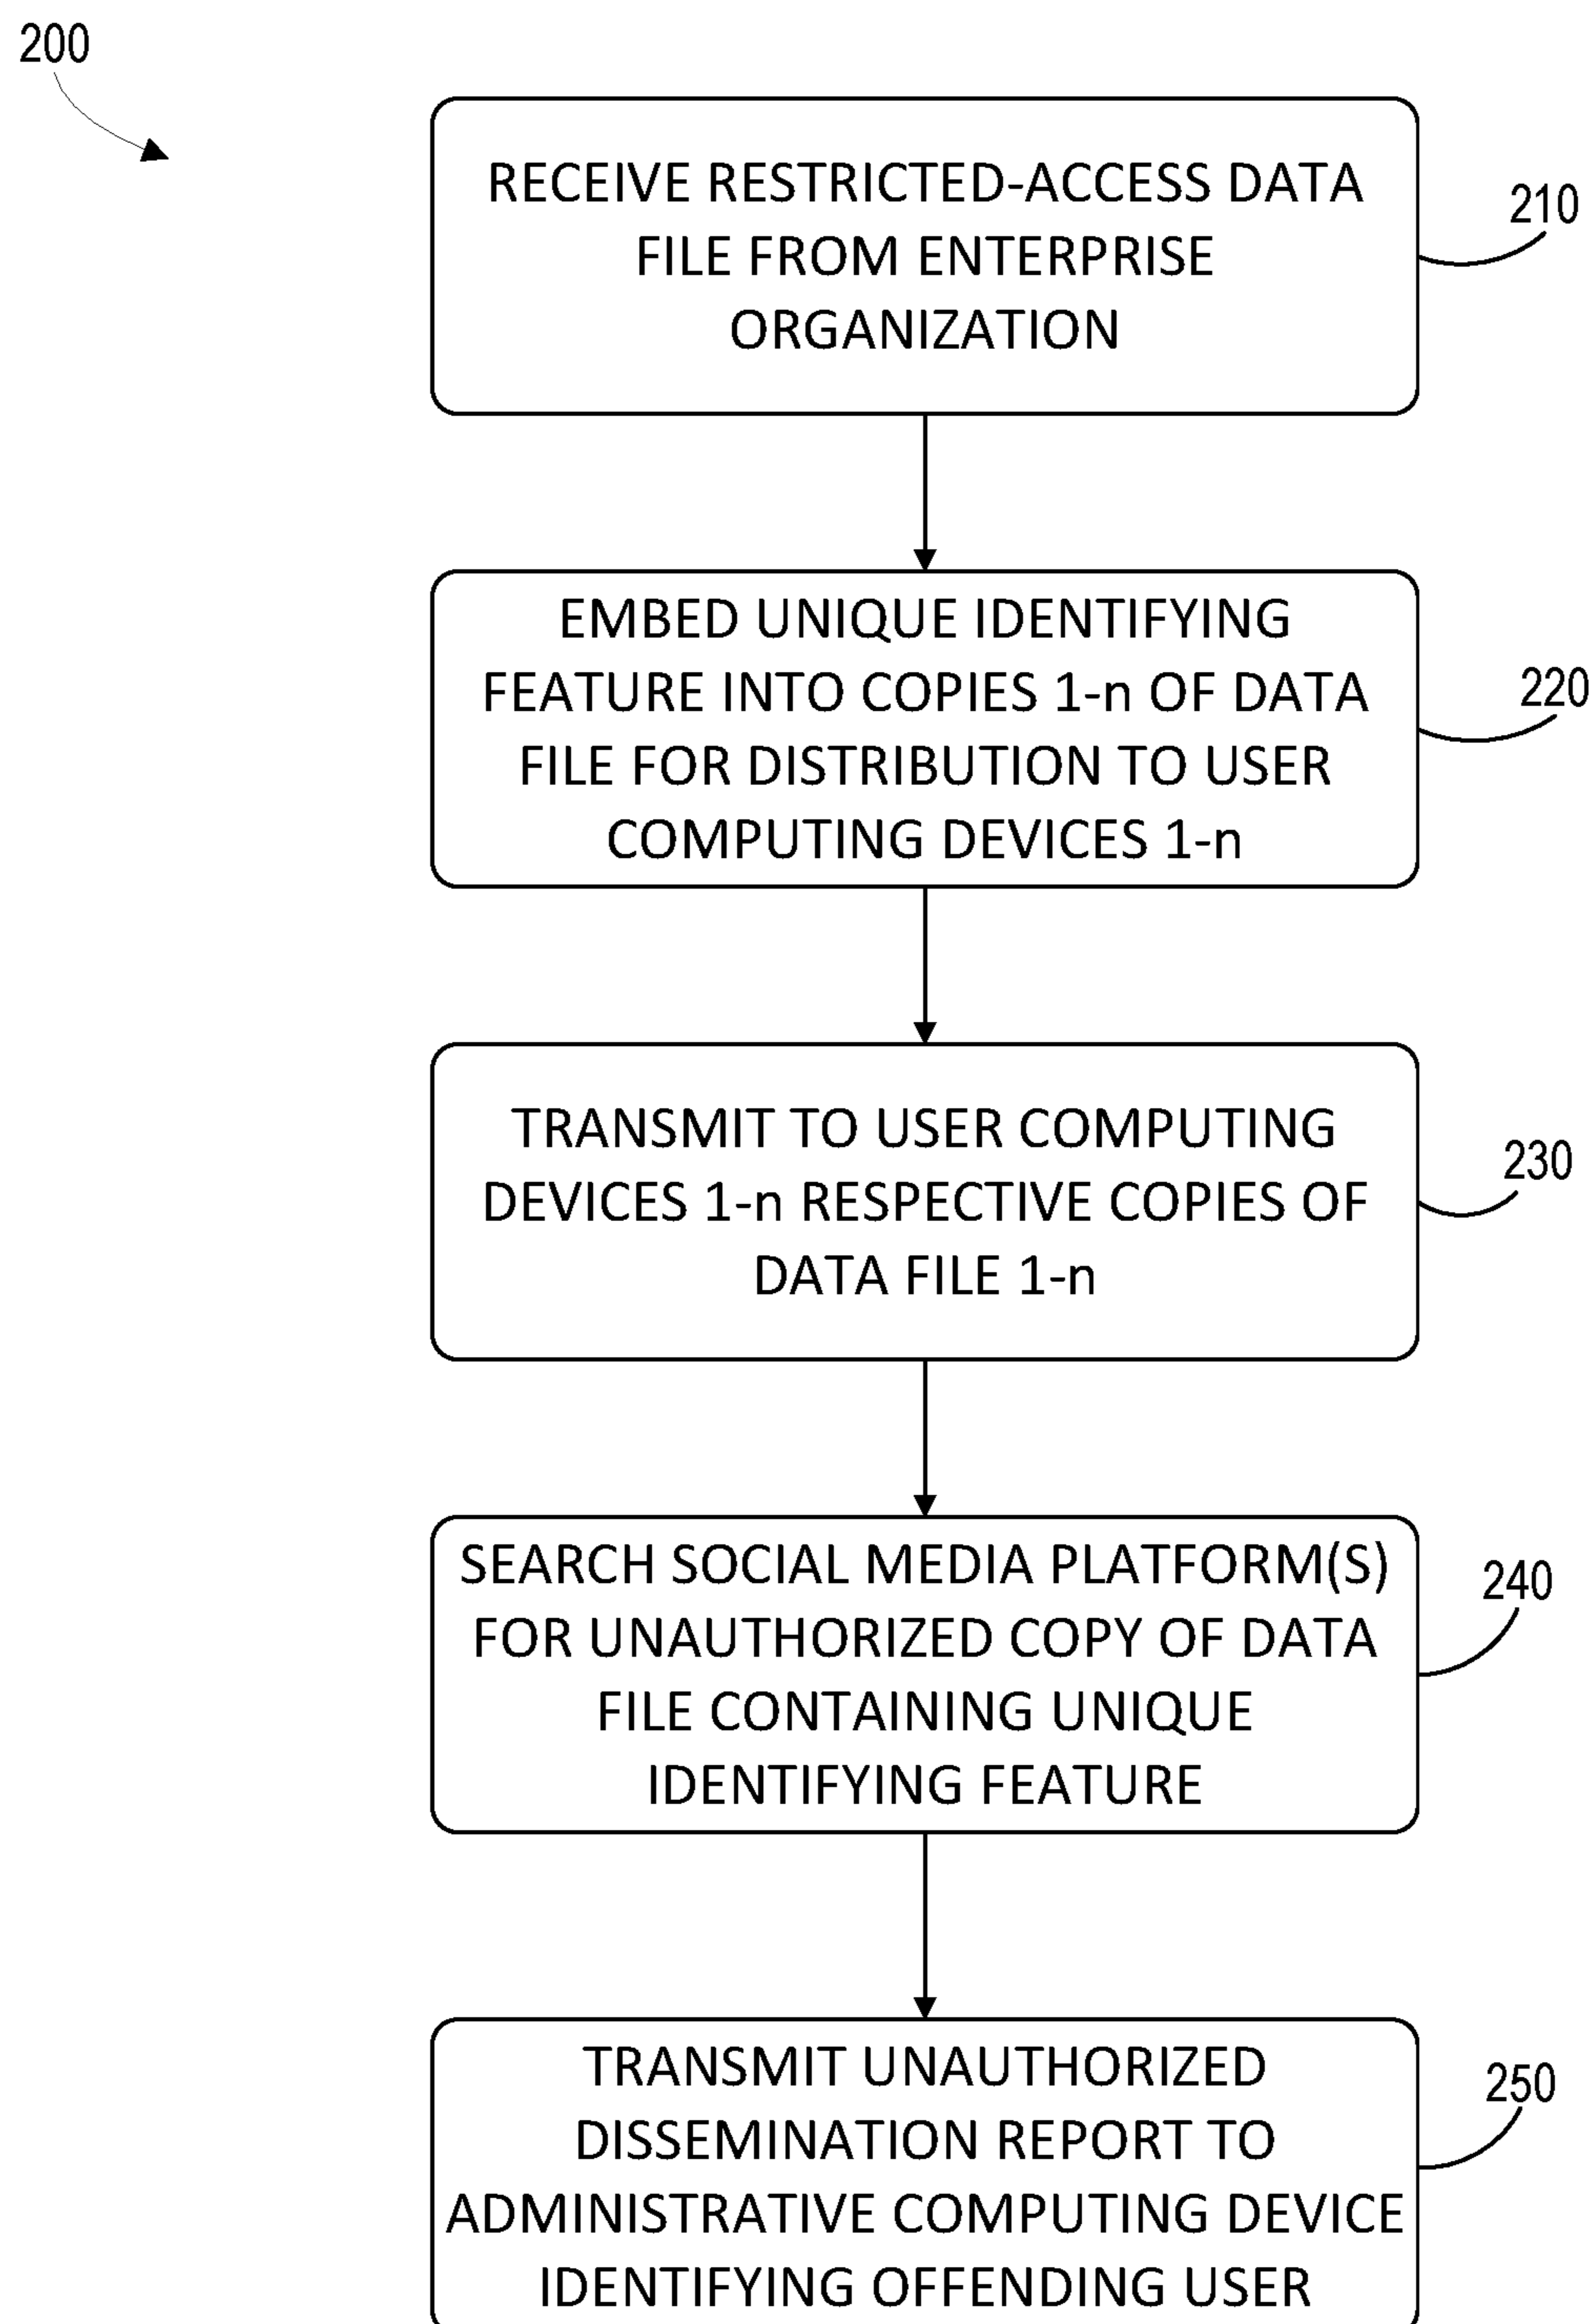 200
RECEIVE RESTRICTED-ACCESS DATA
FILE FROM ENTERPRISE
ORGANIZATION
210
EMBED UNIQUE IDENTIFYING
FEATURE INTO COPIES 1-n OF DATA
FILE FOR DISTRIBUTION TO USER
COMPUTING DEVICES 1-n
220
TRANSMIT TO USER COMPUTING
DEVICES 1-n RESPECTIVE COPIES OF
DATA FILE 1-n
230
SEARCH SOCIAL MEDIA PLATFORM(S)
FOR UNAUTHORIZED COPY OF DATA
FILE CONTAINING UNIQUE
IDENTIFYING FEATURE
240
TRANSMIT UNAUTHORIZED
DISSEMINATION REPORT TO
ADMINISTRATIVE COMPUTING DEVICE
IDENTIFYING OFFENDING USER
250